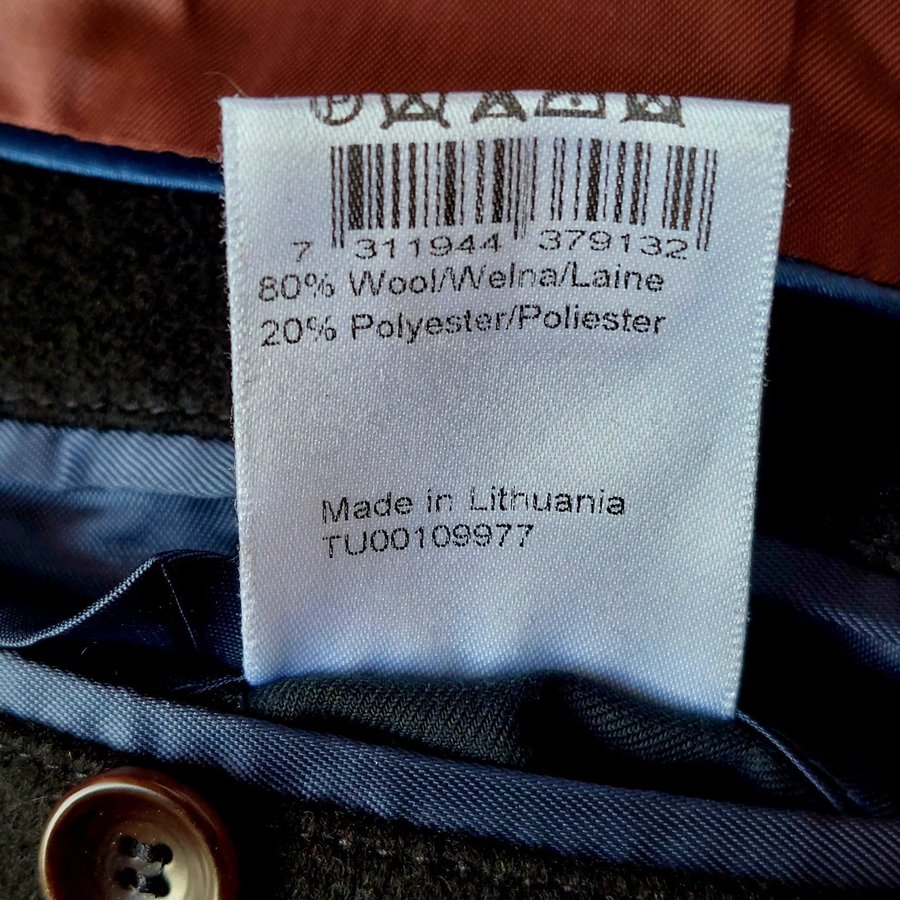 7 311944 379132
80% Wool/Wełna/Laine
20% Polyester/Poliester
Made in Lithuania
TU00109977